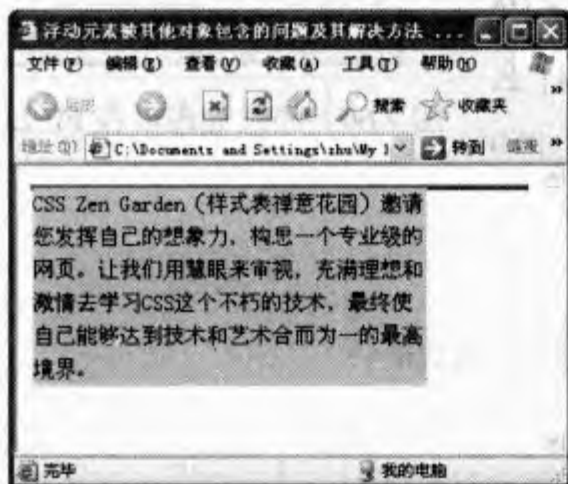 浮动元素被其他对象包含的问题及其解决方法 ...
文件(F) 编辑(E) 查看(V) 收藏(A) 工具(T) 帮助(H)
后退 搜索 收藏夹 »
地址(D) C:\Documents and Settings\zhu\My D 转到 链接 »
CSS Zen Garden（样式表禅意花园）邀请
您发挥自己的想象力，构思一个专业级的
网页。让我们用慧眼来审视，充满理想和
激情去学习CSS这个不朽的技术，最终使
自己能够达到技术和艺术合而为一的最高
境界。
完毕 我的电脑